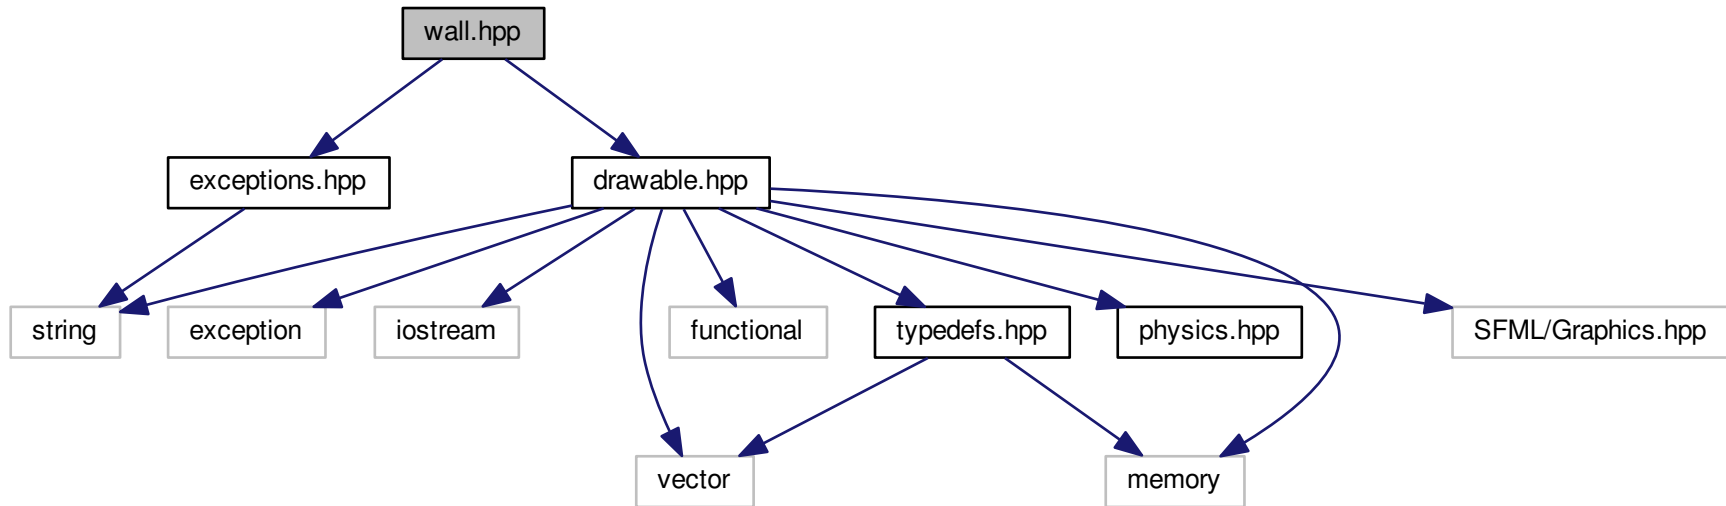 wall.hpp
exceptions.hpp
drawable.hpp
string
exception
iostream
functional
typedefs.hpp
physics.hpp
SFML/Graphics.hpp
vector
memory